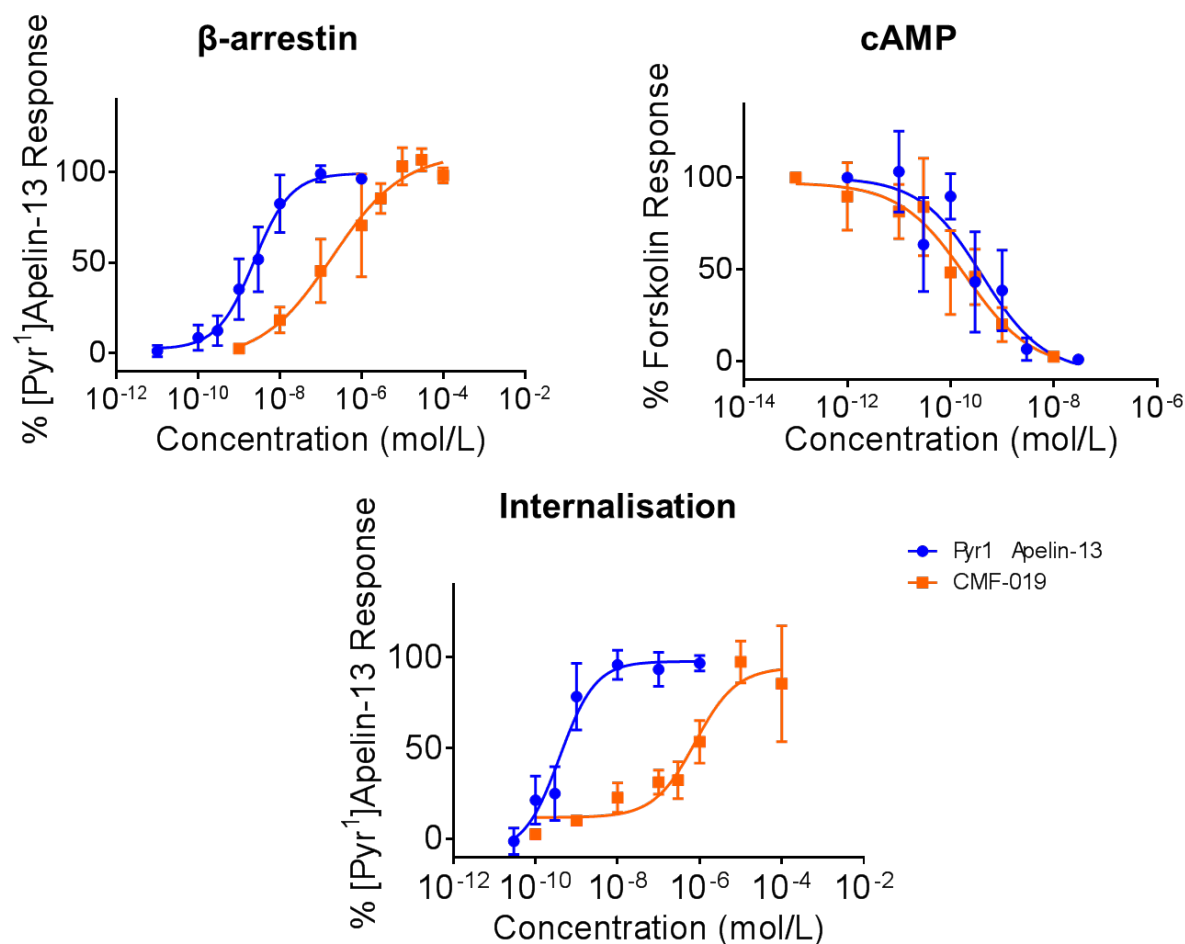 β-arrestin
% [Pyr¹]Apelin-13 Response
100
50
0
10⁻¹² 10⁻¹⁰ 10⁻⁸ 10⁻⁶ 10⁻⁴ 10⁻²
Concentration (mol/L)
cAMP
% Forskolin Response
100
50
0
10⁻¹⁴ 10⁻¹² 10⁻¹⁰ 10⁻⁸ 10⁻⁶
Concentration (mol/L)
Internalisation
% [Pyr¹]Apelin-13 Response
100
50
0
10⁻¹² 10⁻¹⁰ 10⁻⁸ 10⁻⁶ 10⁻⁴ 10⁻²
Concentration (mol/L)
Pyr1 Apelin-13
CMF-019